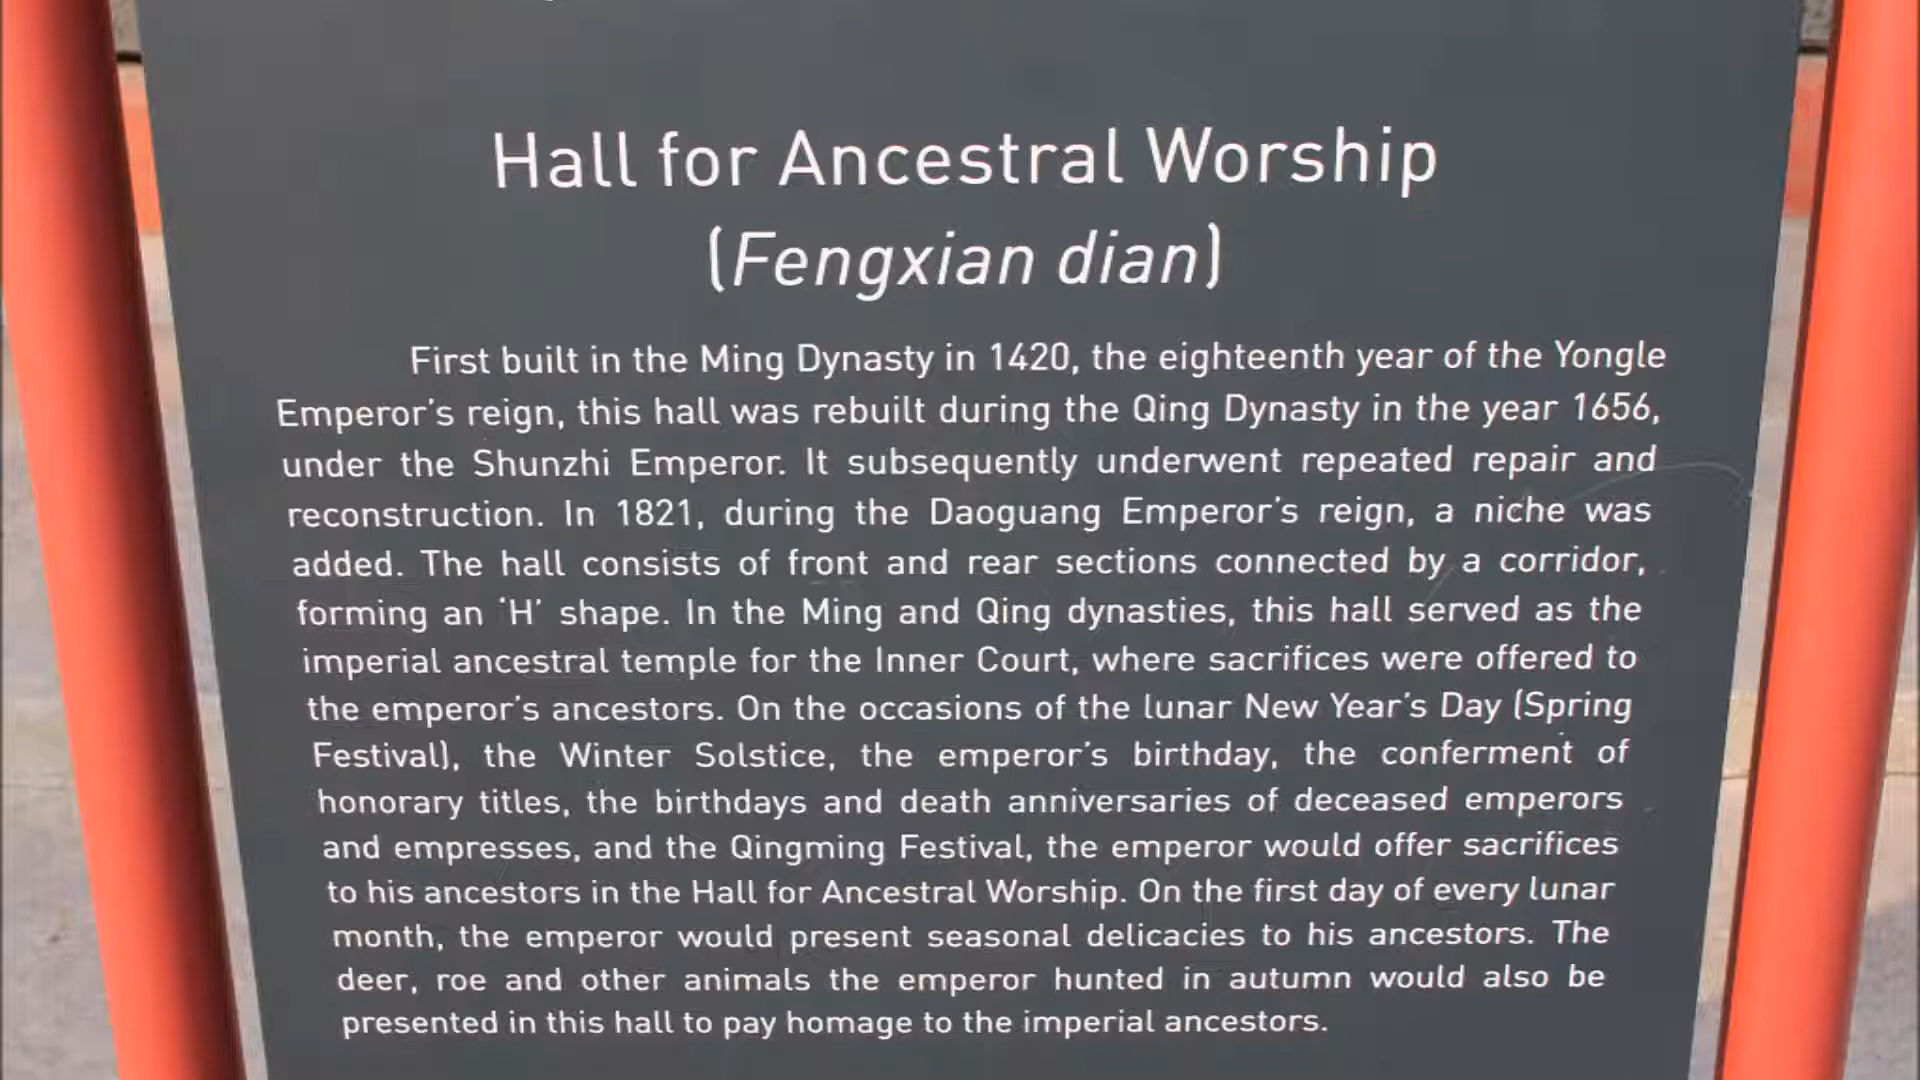 Hall for Ancestral Worship
(Fengxian dian)
First built in the Ming Dynasty in 1420, the eighteenth year of the Yongle
Emperor’s reign, this hall was rebuilt during the Qing Dynasty in the year 1656,
under the Shunzhi Emperor. It subsequently underwent repeated repair and
reconstruction. In 1821, during the Daoguang Emperor’s reign, a niche was
added. The hall consists of front and rear sections connected by a corridor,
forming an ‘H’ shape. In the Ming and Qing dynasties, this hall served as the
imperial ancestral temple for the Inner Court, where sacrifices were offered to
the emperor’s ancestors. On the occasions of the lunar New Year’s Day (Spring
Festival), the Winter Solstice, the emperor’s birthday, the conferment of
honorary titles, the birthdays and death anniversaries of deceased emperors
and empresses, and the Qingming Festival, the emperor would offer sacrifices
to his ancestors in the Hall for Ancestral Worship. On the first day of every lunar
month, the emperor would present seasonal delicacies to his ancestors. The
deer, roe and other animals the emperor hunted in autumn would also be
presented in this hall to pay homage to the imperial ancestors.